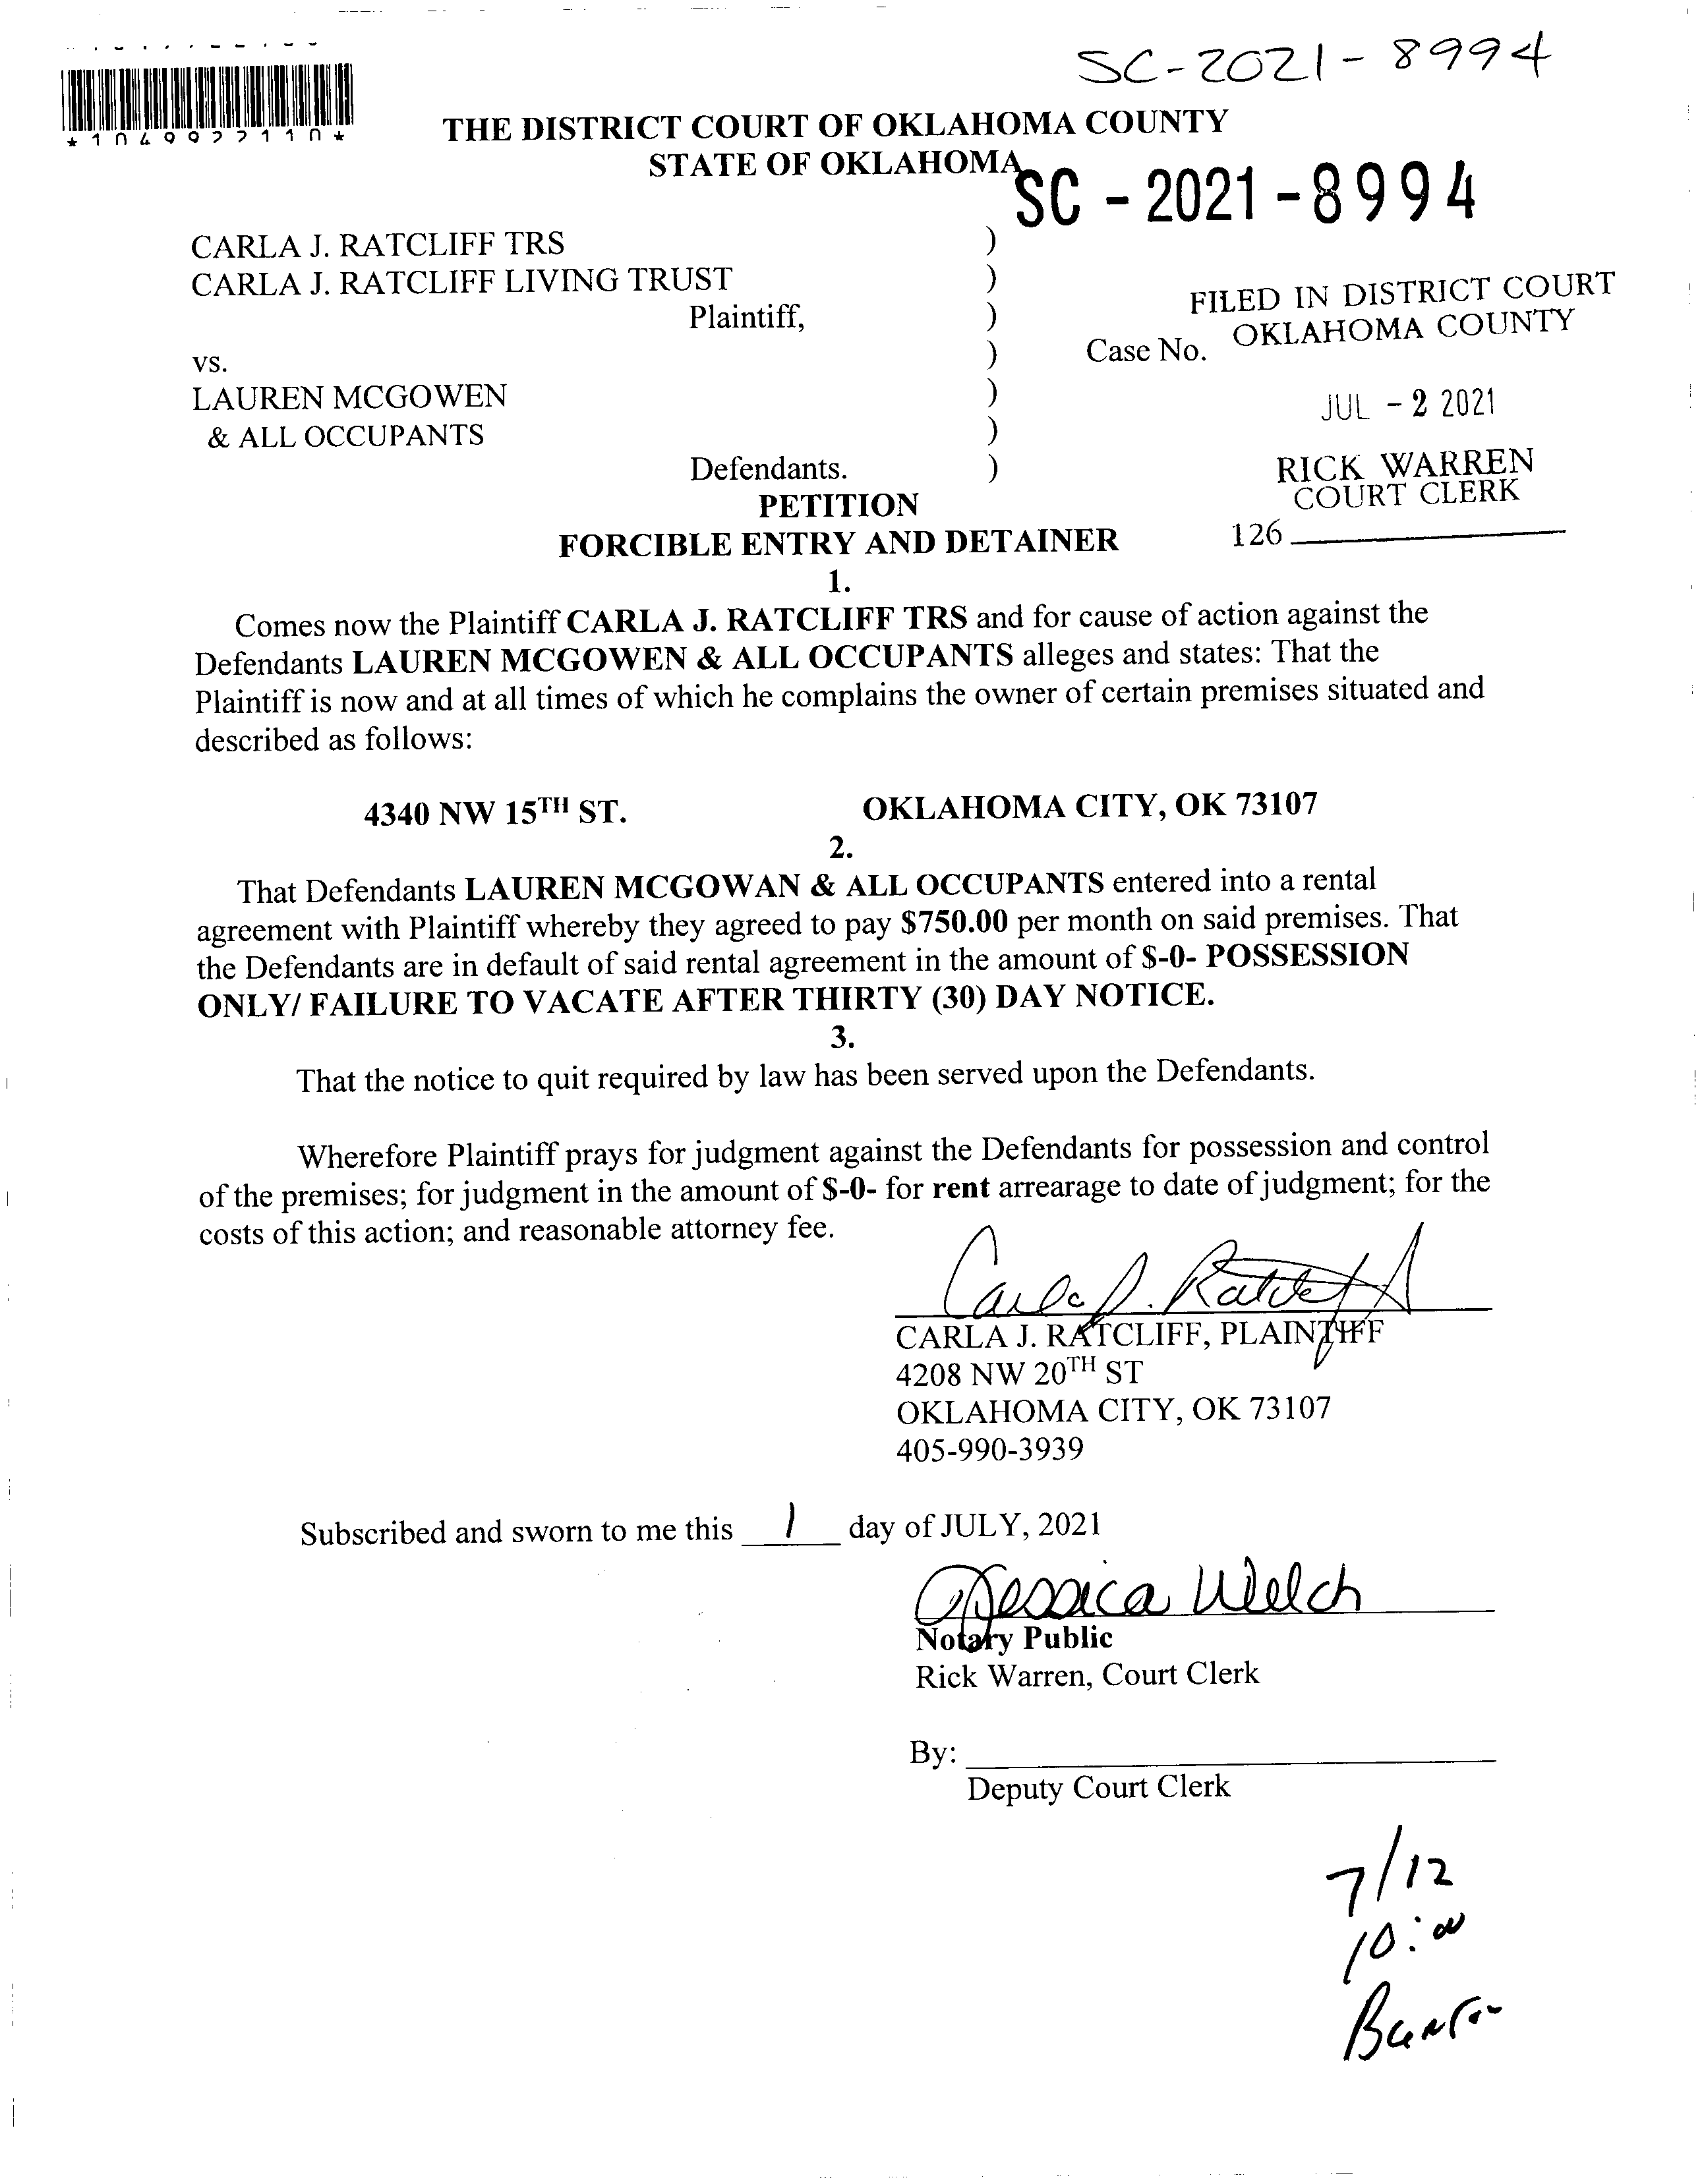 SC-2021-8994
*1049922110*
THE DISTRICT COURT OF OKLAHOMA COUNTY
STATE OF OKLAHOMA
SC - 2021 - 8994
CARLA J. RATCLIFF TRS )
CARLA J. RATCLIFF LIVING TRUST )
Plaintiff, )
FILED IN DISTRICT COURT
OKLAHOMA COUNTY
vs. ) Case No.
LAUREN MCGOWEN )
JUL - 2 2021
& ALL OCCUPANTS )
Defendants. )
RICK WARREN
COURT CLERK
126
PETITION
FORCIBLE ENTRY AND DETAINER
1.
Comes now the Plaintiff CARLA J. RATCLIFF TRS and for cause of action against the
Defendants LAUREN MCGOWEN & ALL OCCUPANTS alleges and states: That the
Plaintiff is now and at all times of which he complains the owner of certain premises situated and
described as follows:
4340 NW 15TH ST. OKLAHOMA CITY, OK 73107
2.
That Defendants LAUREN MCGOWAN & ALL OCCUPANTS entered into a rental
agreement with Plaintiff whereby they agreed to pay $750.00 per month on said premises. That
the Defendants are in default of said rental agreement in the amount of $-0- POSSESSION
ONLY/ FAILURE TO VACATE AFTER THIRTY (30) DAY NOTICE.
3.
That the notice to quit required by law has been served upon the Defendants.
Wherefore Plaintiff prays for judgment against the Defendants for possession and control
of the premises; for judgment in the amount of $-0- for rent arrearage to date of judgment; for the
costs of this action; and reasonable attorney fee.
Carla J. Ratcliff
CARLA J. RATCLIFF, PLAINTIFF
4208 NW 20TH ST
OKLAHOMA CITY, OK 73107
405-990-3939
Subscribed and sworn to me this 1 day of JULY, 2021
Jessica Welch
Notary Public
Rick Warren, Court Clerk
By:
Deputy Court Clerk
7/12
10:00